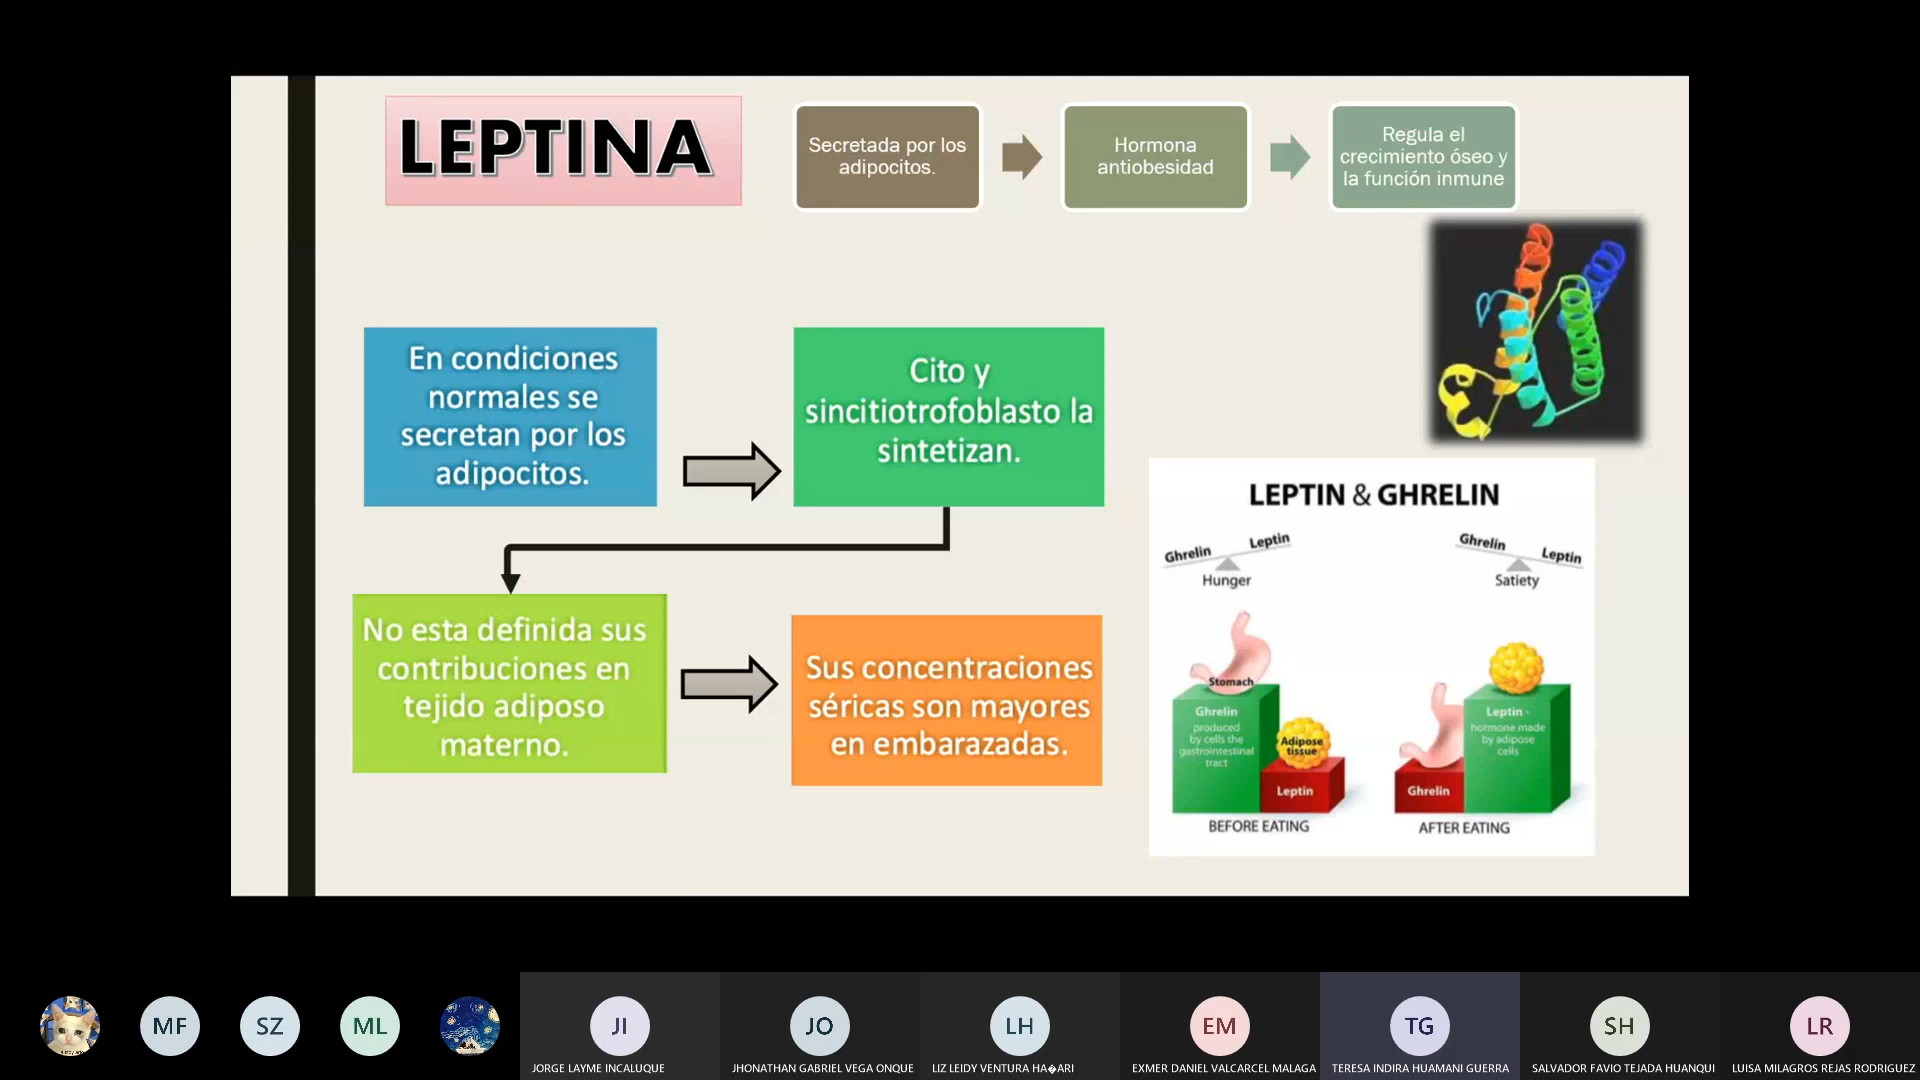 LEPTINA
Secretada por los
adipocitos.
Hormona
antiobesidad
Regula el
crecimiento óseo y
la función inmune
En condiciones
normales se
secretan por los
adipocitos.
Cito y
sincitiotrofoblasto la
sintetizan.
No esta definida sus
contribuciones en
tejido adiposo
materno.
Sus concentraciones
séricas son mayores
en embarazadas.
LEPTIN & GHRELIN
Ghrelin
Leptin
Hunger
Ghrelin
Leptin
Satiety
Stomach
Ghrelin
produced
by cells the
gastrointestinal
tract
Adipose
tissue
Leptin
BEFORE EATING
Leptin -
hormone made
by adipose
cells
Ghrelin
AFTER EATING
MF
SZ
ML
JI
JO
LH
EM
TG
SH
LR
JORGE LAYME INCALUQUE
JHONATHAN GABRIEL VEGA ONQUE
LIZ LEIDY VENTURA HA�ARI
EXMER DANIEL VALCARCEL MALAGA
TERESA INDIRA HUAMANI GUERRA
SALVADOR FAVIO TEJADA HUANQUI
LUISA MILAGROS REJAS RODRIGUEZ